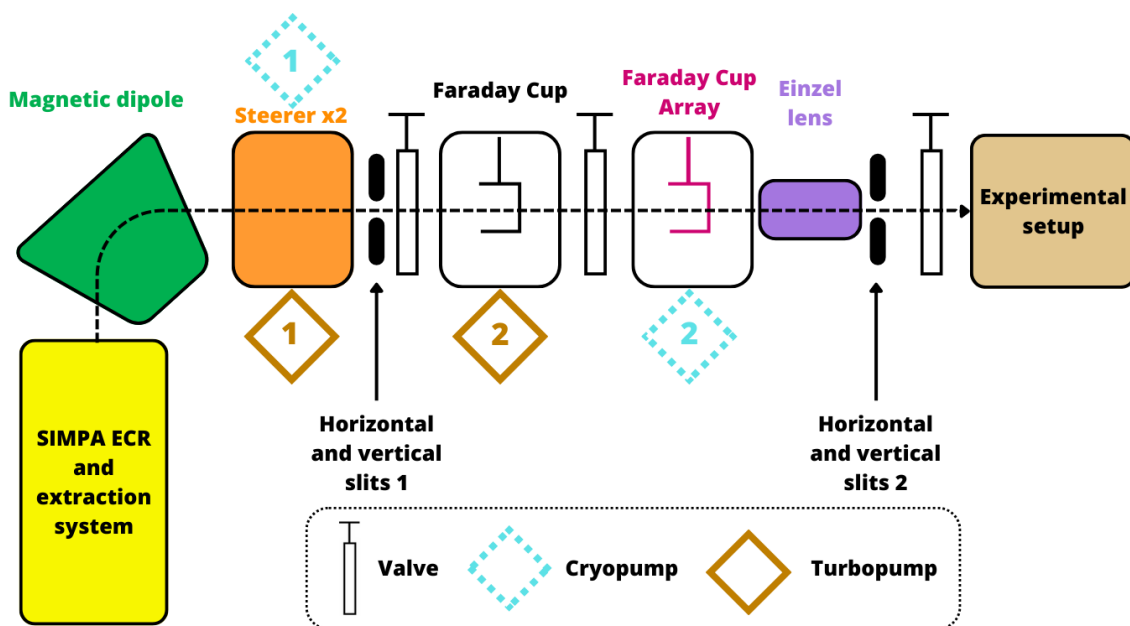 1
Magnetic dipole
Steerer x2
Faraday Cup
Faraday Cup
Array
Einzel
lens
Experimental
setup
1
2
2
SIMPA ECR
and
extraction
system
Horizontal
and vertical
slits 1
Horizontal
and vertical
slits 2
Valve
Cryopump
Turbopump